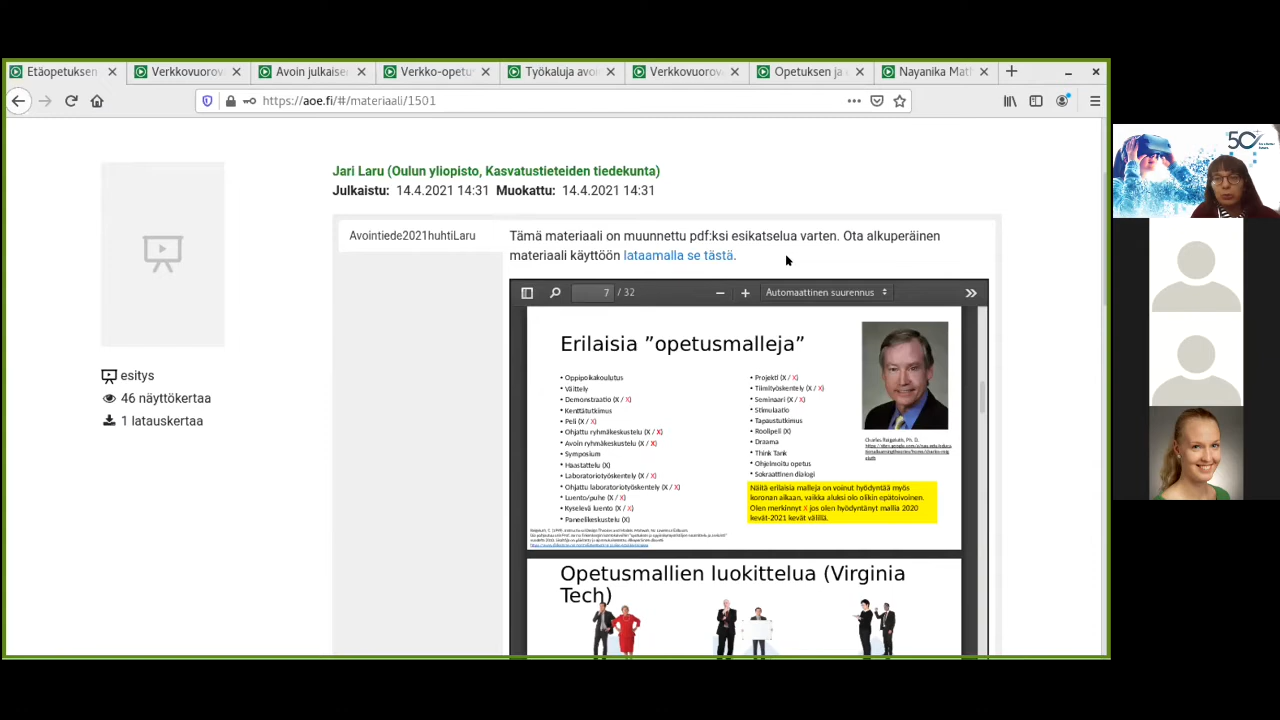 Etäopetuksen
Verkkovuorov
Avoin julkaise
Verkko-opetu
Työkaluja avo
Verkkovuorov
Opetuksen ja
Nayanika Mat
https://aoe.fi/#/materiaali/1501
50
Jari Laru (Oulun yliopisto, Kasvatustieteiden tiedekunta)
Julkaistu: 14.4.2021 14:31 Muokattu: 14.4.2021 14:31
Avointiede2021huhtiLaru
Tämä materiaali on muunnettu pdf:ksi esikatselua varten. Ota alkuperäinen
materiaali käyttöön lataamalla se tästä.
7 / 32
Automaattinen suurennus
esitys
46 näyttökertaa
1 latauskertaa
Erilaisia ”opetusmalleja”
• Oppipoikakoulutus
• Väittely
• Demonstraatio (X / X)
• Kenttätutkimus
• Peli (X / X)
• Ohjattu ryhmäkeskustelu (X / X)
• Avoin ryhmäkeskustelu (X / X)
• Symposium
• Haastattelu (X)
• Laboratoriotyöskentely (X / X)
• Ohjattu laboratoriotyöskentely (X / X)
• Luento/puhe (X / X)
• Kyselevä luento (X / X)
• Paneelikeskustelu (X)
• Projekti (X / X)
• Tiimityöskentely (X / X)
• Seminaari (X / X)
• Stimulaatio
• Tapaustutkimus
• Roolipeli (X)
• Draama
• Think Tank
• Ohjelmoitu opetus
• Sokraattinen dialogi
Charles Reigeluth, Ph. D.
Näitä erilaisia malleja on voinut hyödyntää myös
koronan aikaan, vaikka aluksi olo olikin epätoivoinen.
Olen merkinnyt X jos olen hyödyntänyt mallia 2020
kevät-2021 kevät välillä.
Opetusmallien luokittelua (Virginia
Tech)